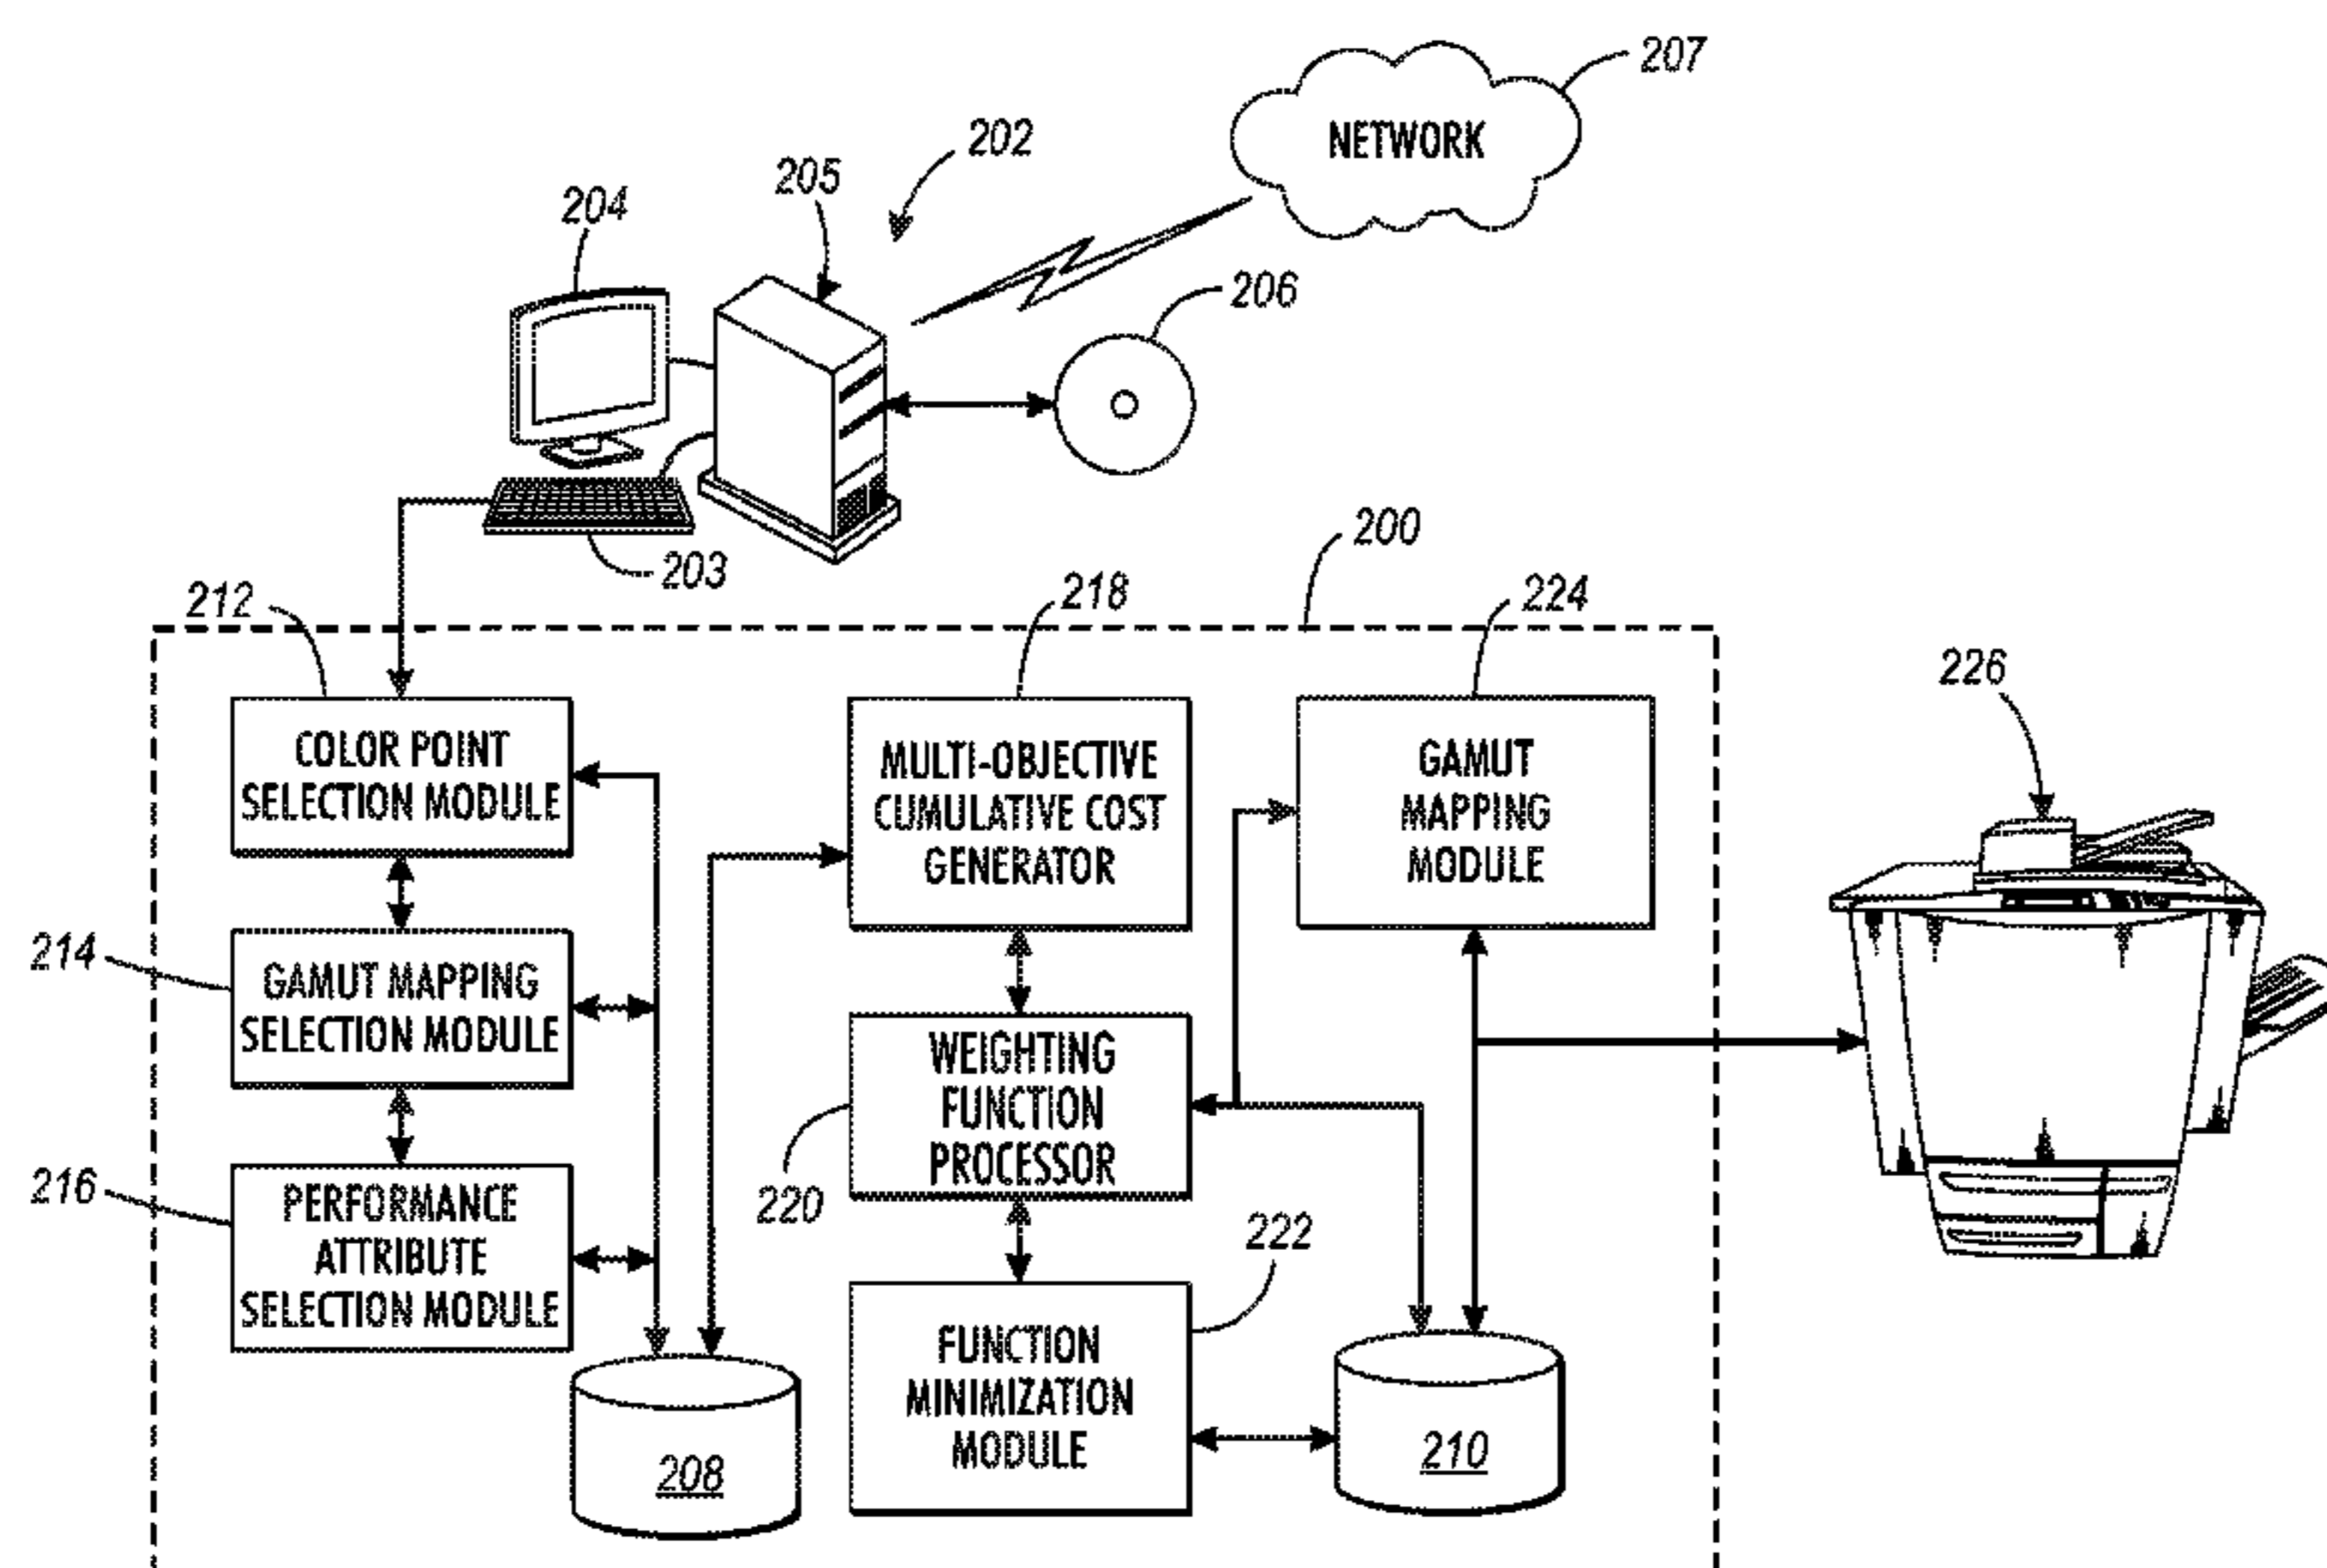 207
NETWORK
202
205
204
206
203
200
212
218
224
226
COLOR POINT
SELECTION MODULE
MULTI-OBJECTIVE
CUMULATIVE COST
GENERATOR
GAMUT
MAPPING
MODULE
214
GAMUT MAPPING
SELECTION MODULE
WEIGHTING
FUNCTION
PROCESSOR
216
PERFORMANCE
ATTRIBUTE
SELECTION MODULE
220
222
FUNCTION
MINIMIZATION
MODULE
208
210